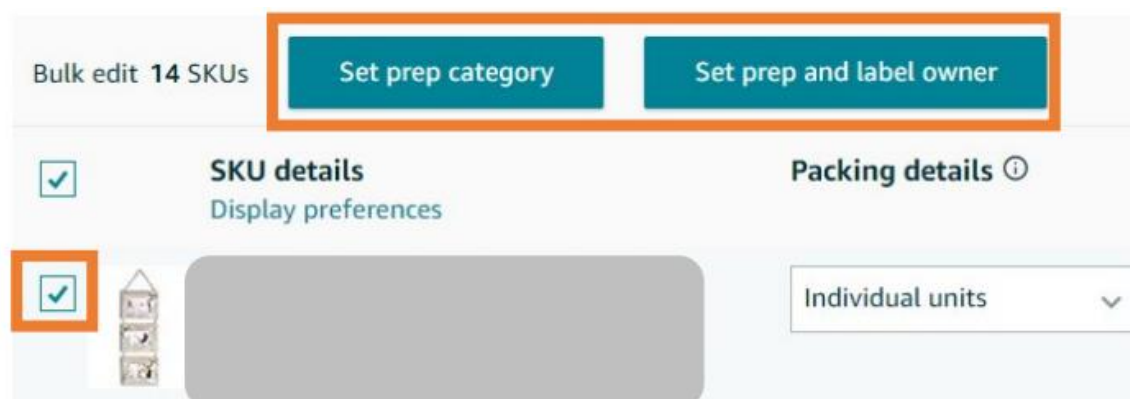 Bulk edit 14 SKUs Set prep category Set prep and label owner
SKU details Packing details ⓘ
Display preferences
Individual units